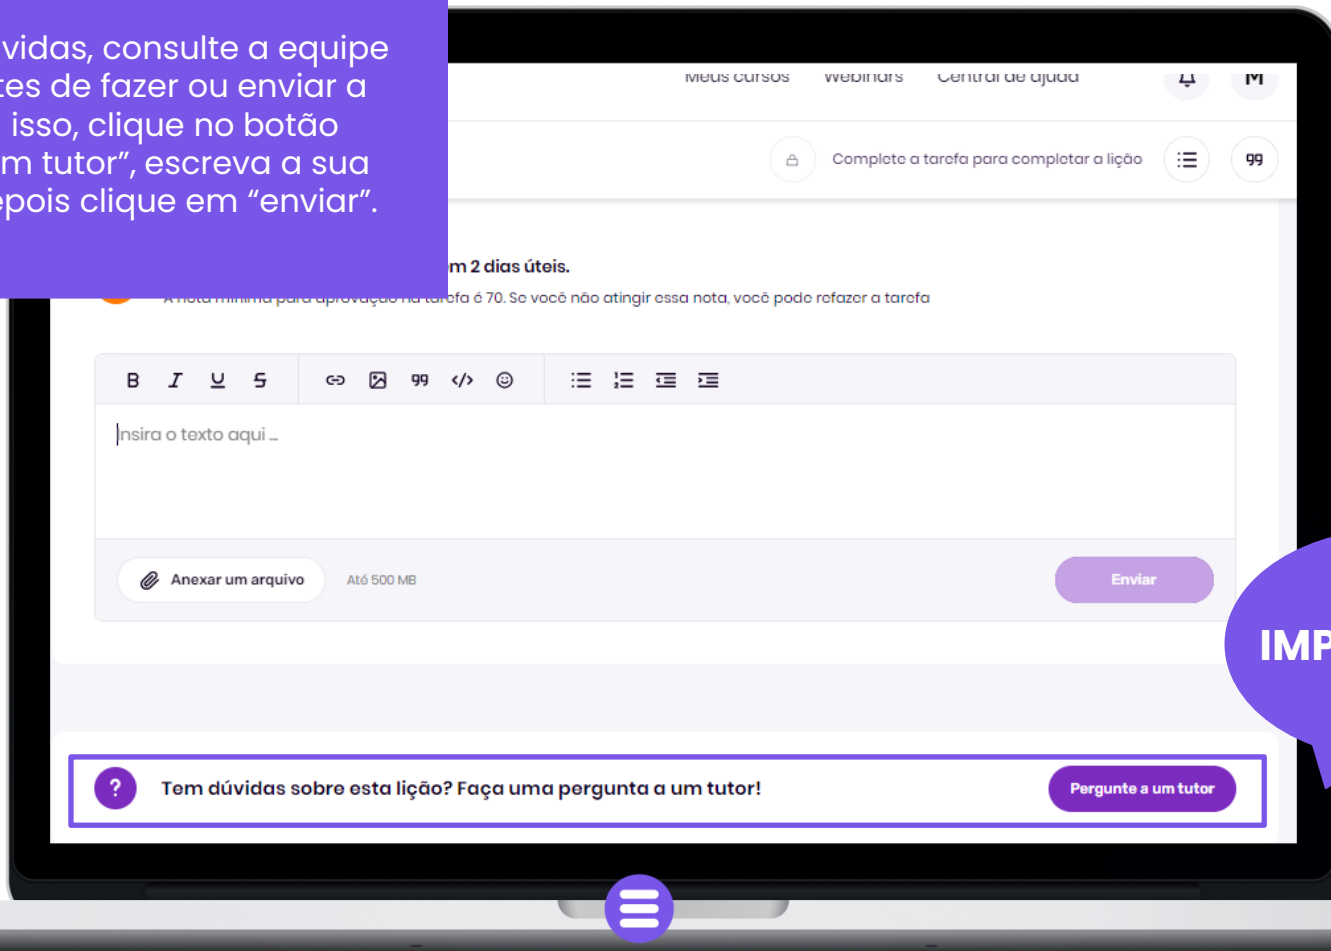 vidas, consulte a equipe
tes de fazer ou enviar a
isso, clique no botão
m tutor”, escreva a sua
epois clique em “enviar”.
Meus cursos Webinars Central de ajuda M
Complete a tarefa para completar a lição
m 2 dias úteis.
A nota mínima para aprovação na tarefa é 70. Se você não atingir essa nota, você pode refazer a tarefa
B I U S
Insira o texto aqui ...
Anexar um arquivo Até 500 MB Enviar
IMP
? Tem dúvidas sobre esta lição? Faça uma pergunta a um tutor! Pergunte a um tutor